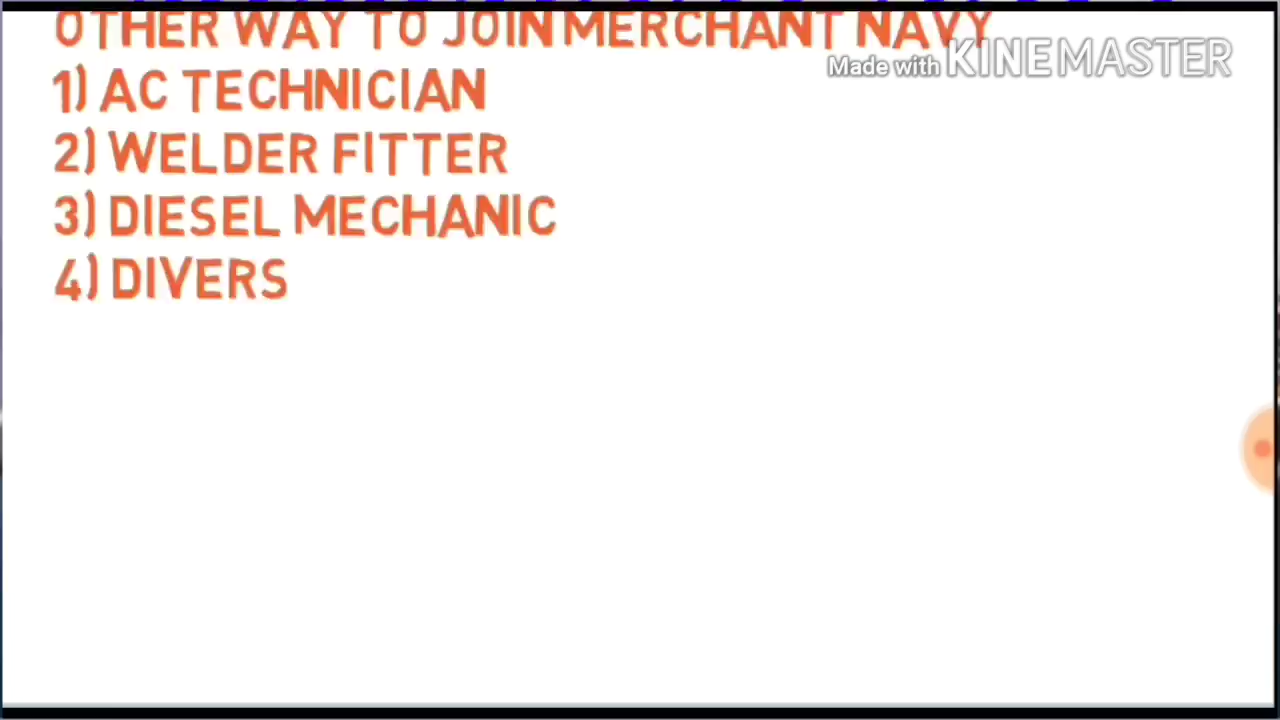 OTHER WAY TO JOIN MERCHANT NAVY
Made with KINEMASTER
1) AC TECHNICIAN
2) WELDER FITTER
3) DIESEL MECHANIC
4) DIVERS